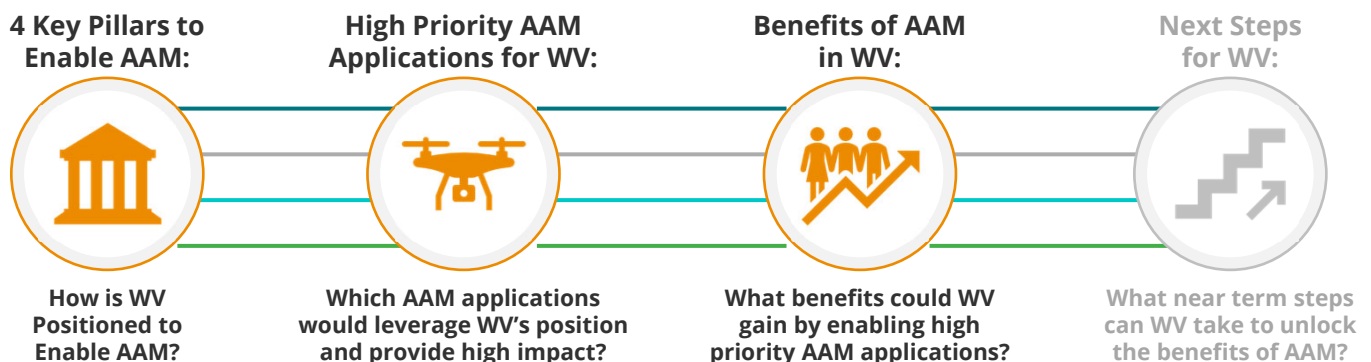 4 Key Pillars to
Enable AAM:
High Priority AAM
Applications for WV:
Benefits of AAM
in WV:
Next Steps
for WV:
How is WV
Positioned to
Enable AAM?
Which AAM applications
would leverage WV's position
and provide high impact?
What benefits could WV
gain by enabling high
priority AAM applications?
What near term steps
can WV take to unlock
the benefits of AAM?